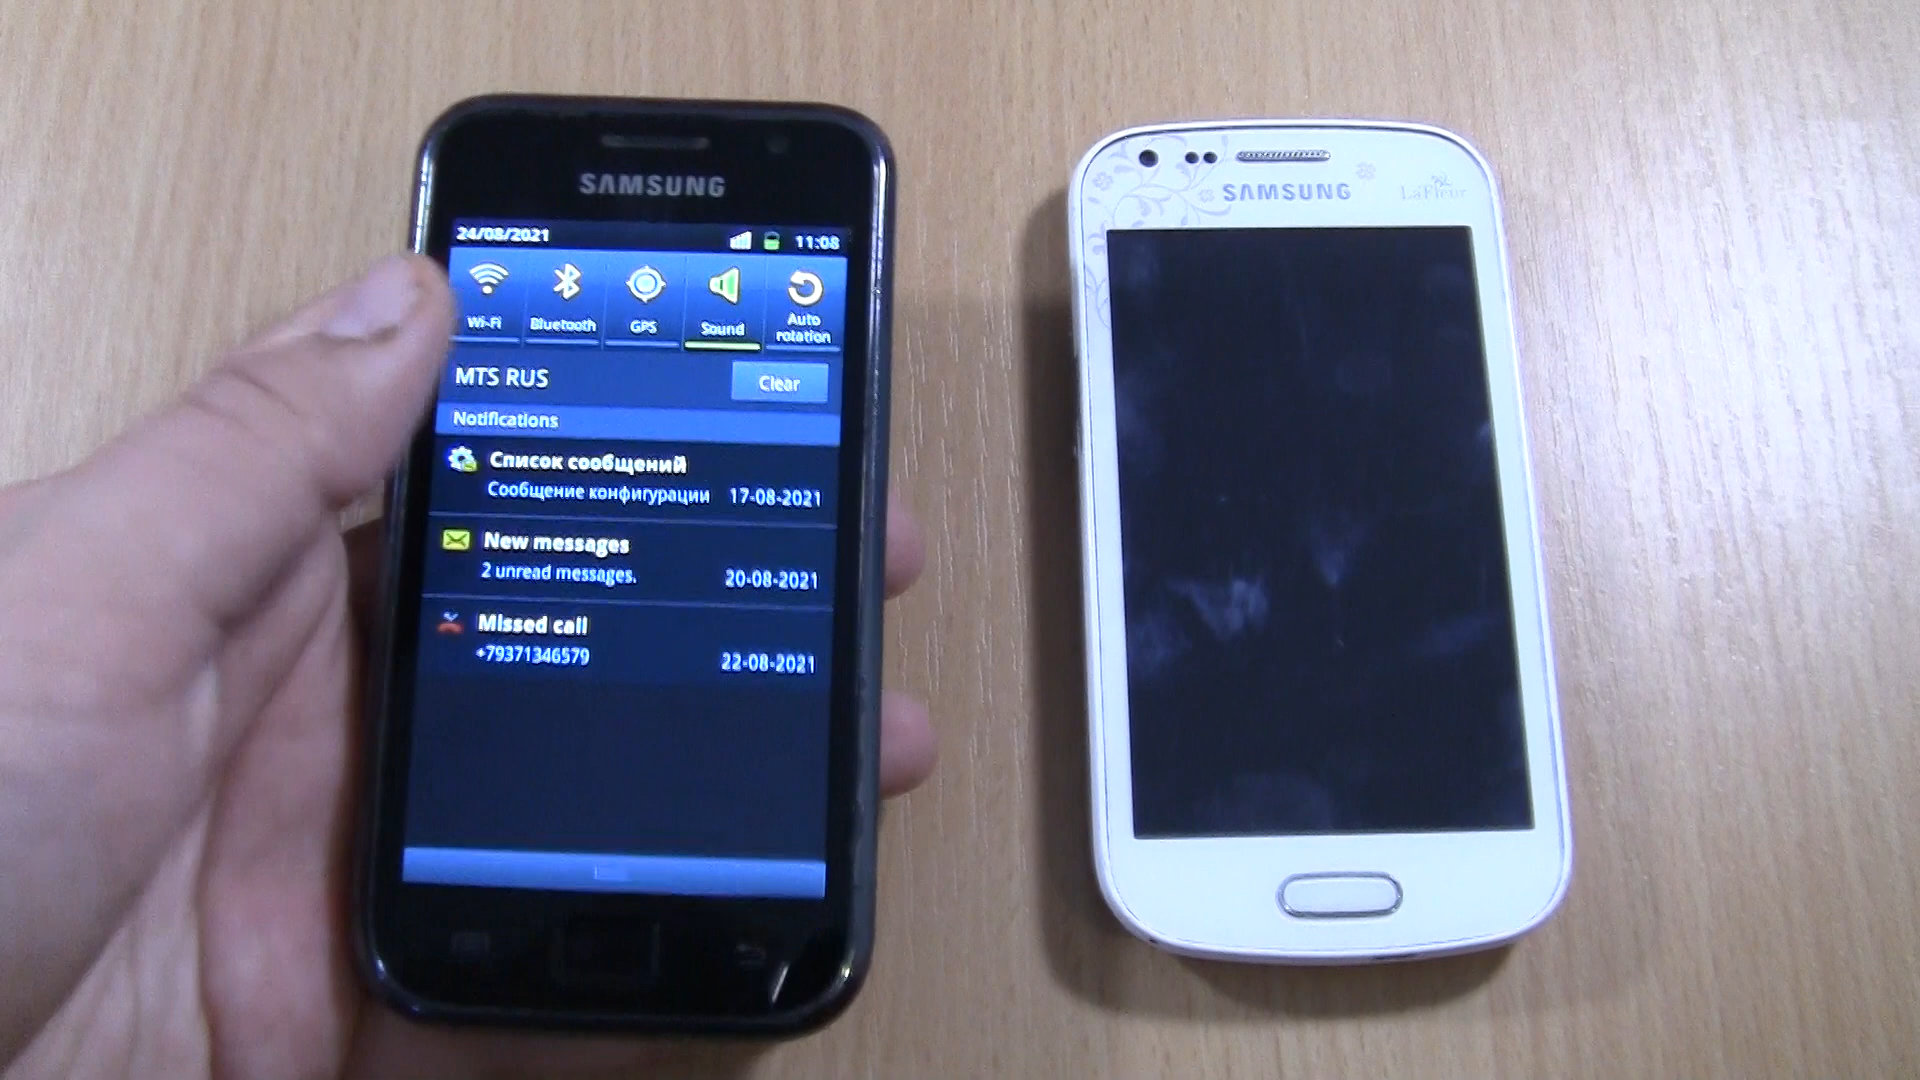 SAMSUNG
24/08/2021 11:08
Wi-Fi Bluetooth GPS Sound Auto rotation
MTS RUS Clear
Notifications
Список сообщений
Сообщение конфигурации 17-08-2021
New messages
2 unread messages. 20-08-2021
Missed call
+79371346579 22-08-2021
SAMSUNG
LaFleur